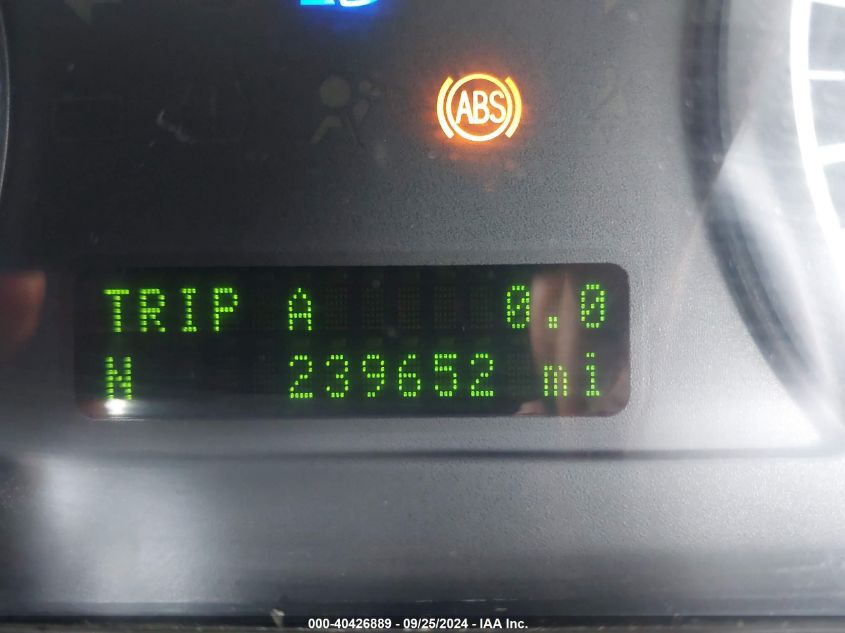 ABS
TRIP A 0.0
N 239652 mi
000-40426889 - 09/25/2024 - IAA Inc.